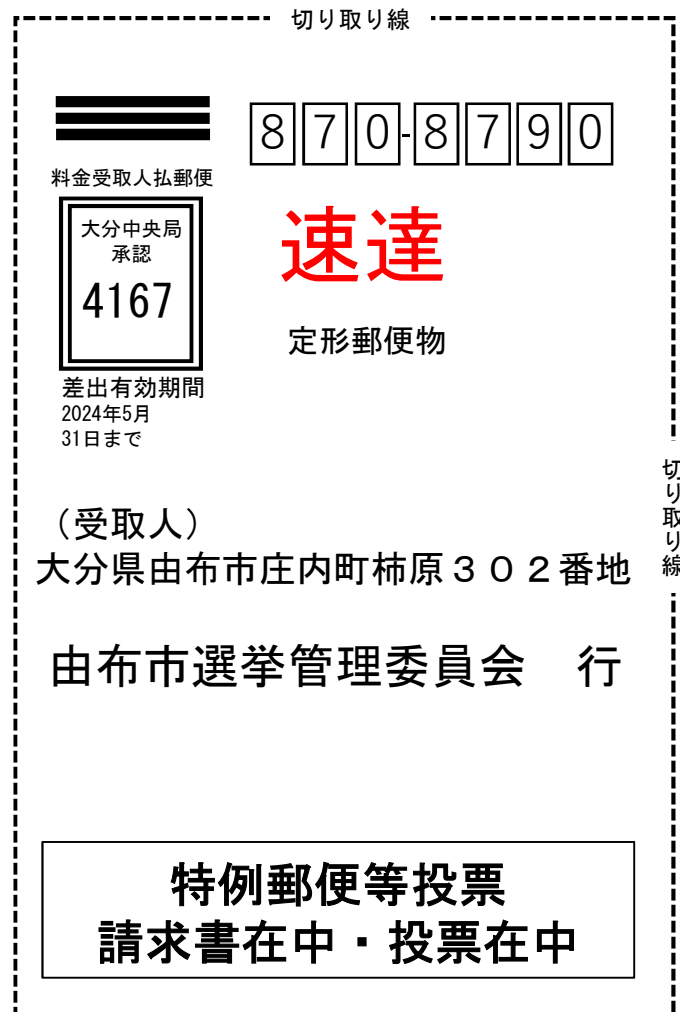 切り取り線
870-8790
料金受取人払郵便
大分中央局
承認
4167
速達
定形郵便物
差出有効期間
2024年5月
31日まで
切り取り線
（受取人）
大分県由布市庄内町柿原３０２番地
由布市選挙管理委員会　行
特例郵便等投票
請求書在中・投票在中